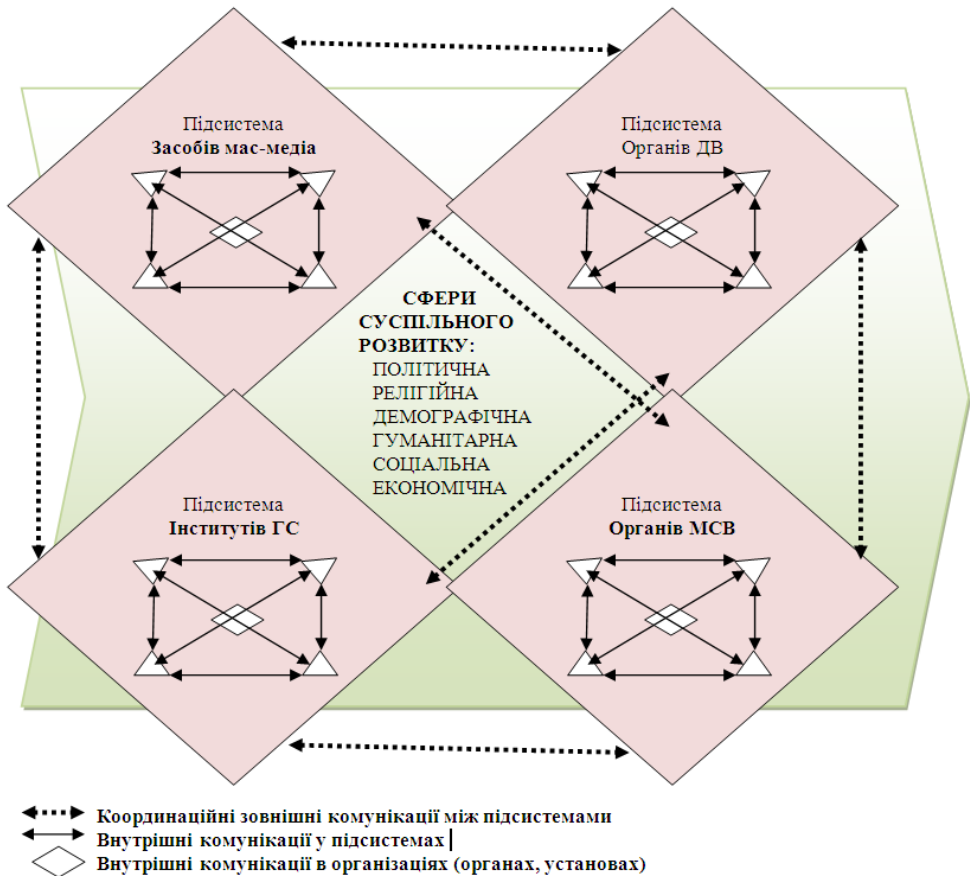 Підсистема
Засобів мас-медіа
Підсистема
Органів ДВ
СФЕРИ
СУСПІЛЬНОГО
РОЗВИТКУ:
ПОЛІТИЧНА
РЕЛІГІЙНА
ДЕМОГРАФІЧНА
ГУМАНІТАРНА
СОЦІАЛЬНА
ЕКОНОМІЧНА
Підсистема
Інститутів ГС
Підсистема
Органів МСВ
Координаційні зовнішні комунікації між підсистемами
Внутрішні комунікації у підсистемах
Внутрішні комунікації в організаціях (органах, установах)